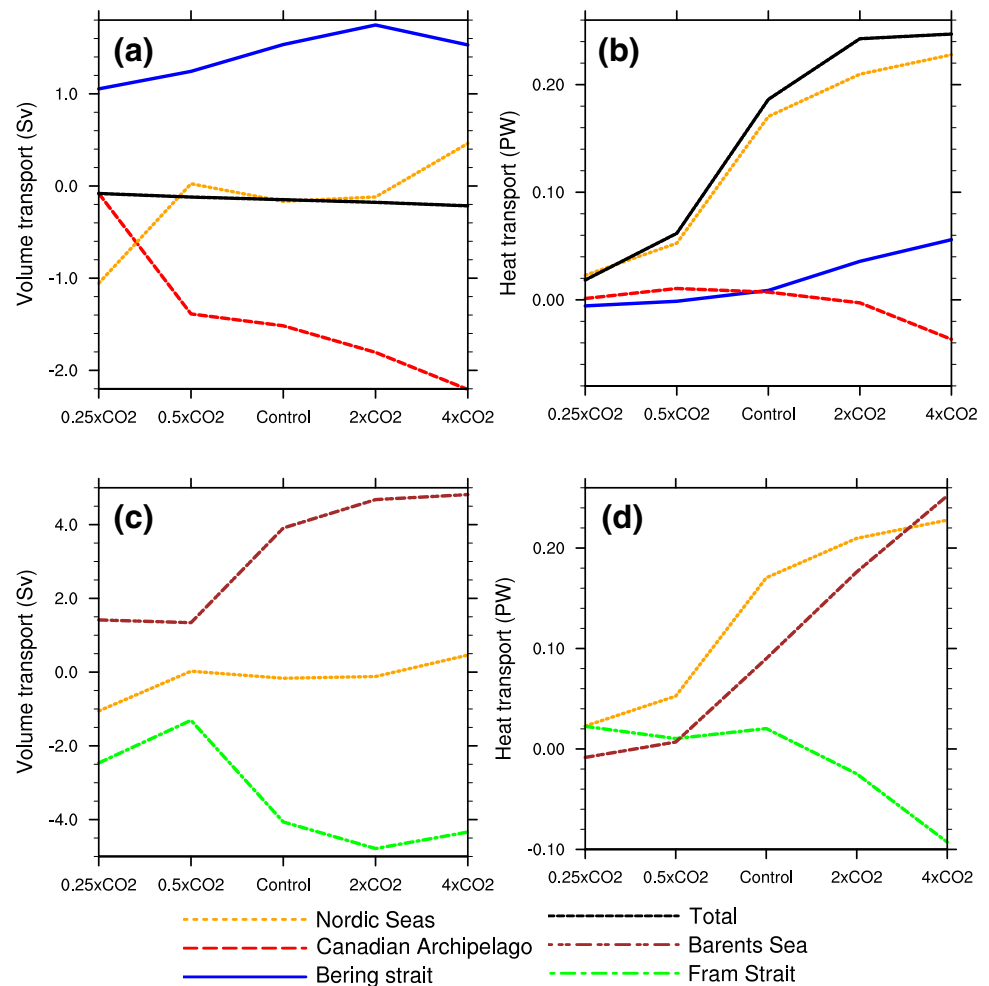 (a)
Volume transport (Sv)
1.0
0.0
-1.0
-2.0
0.25xCO2 0.5xCO2 Control 2xCO2 4xCO2
(b)
Heat transport (PW)
0.20
0.10
0.00
0.25xCO2 0.5xCO2 Control 2xCO2 4xCO2
(c)
Volume transport (Sv)
4.0
2.0
0.0
-2.0
-4.0
0.25xCO2 0.5xCO2 Control 2xCO2 4xCO2
(d)
Heat transport (PW)
0.20
0.10
0.00
-0.10
0.25xCO2 0.5xCO2 Control 2xCO2 4xCO2
Nordic Seas
Canadian Archipelago
Bering strait
Total
Barents Sea
Fram Strait